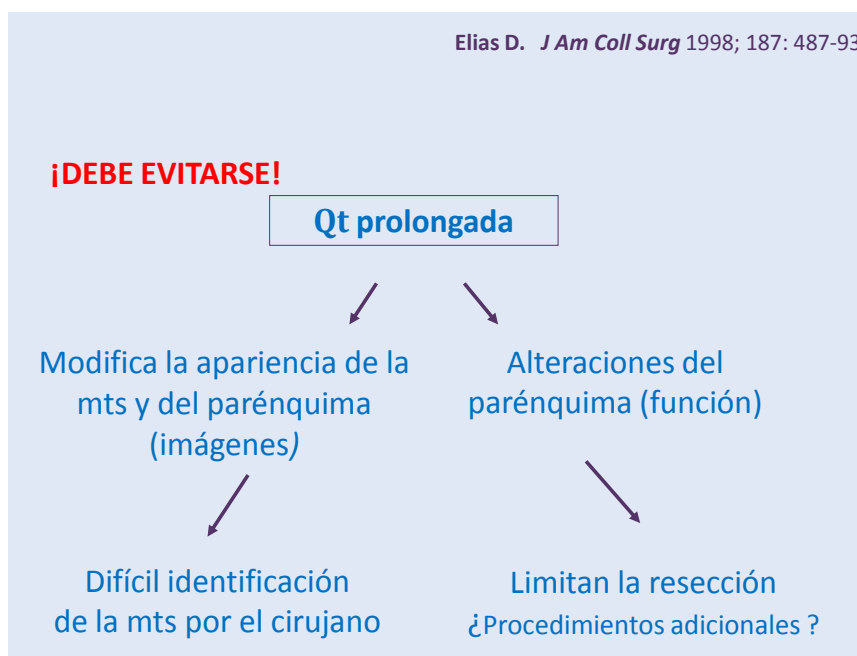 Elias D. J Am Coll Surg 1998; 187: 487-93
¡DEBE EVITARSE!
Qt prolongada
Modifica la apariencia de la
mts y del parénquima
(imágenes)
Alteraciones del
parénquima (función)
Difícil identificación
de la mts por el cirujano
Limitan la resección
¿Procedimientos adicionales ?